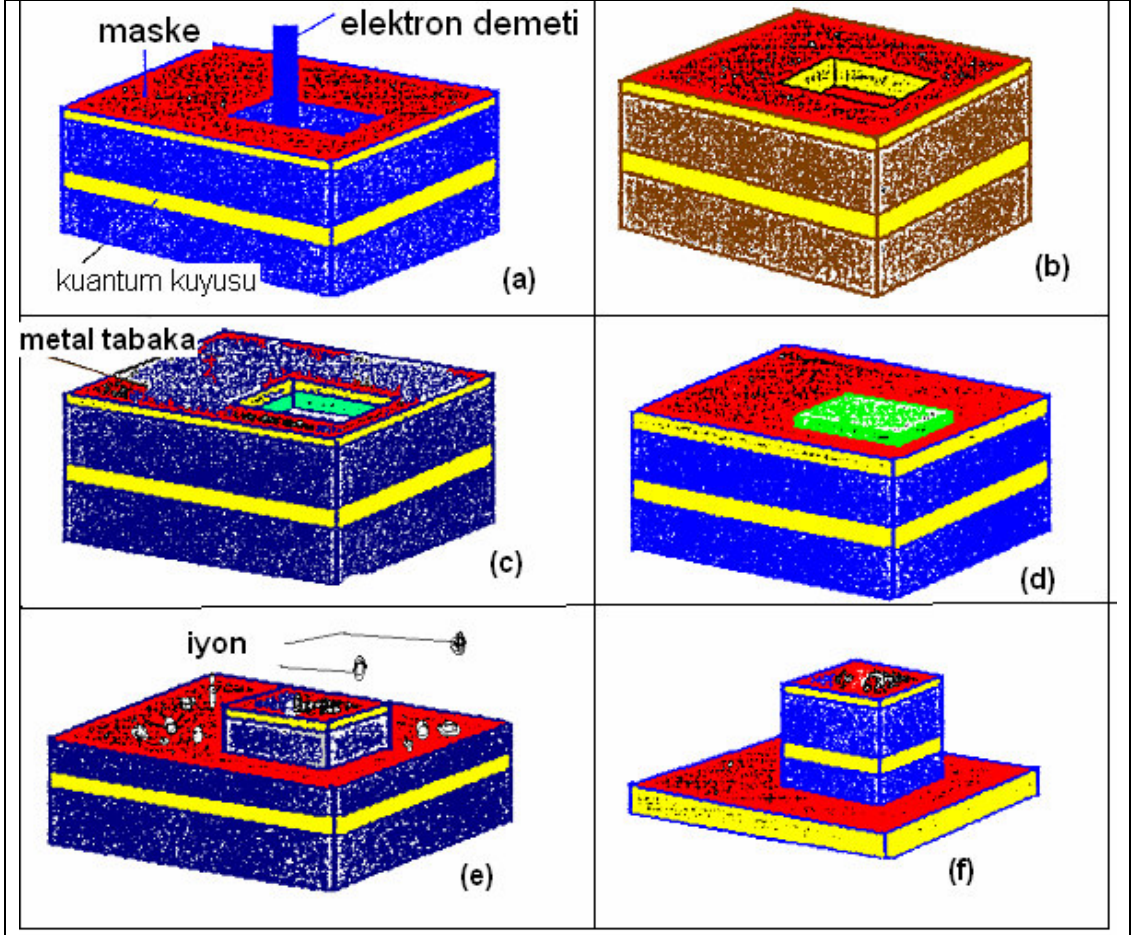 maske
elektron demeti
kuantum kuyusu
(a)
(b)
metal tabaka
(c)
(d)
iyon
(e)
(f)